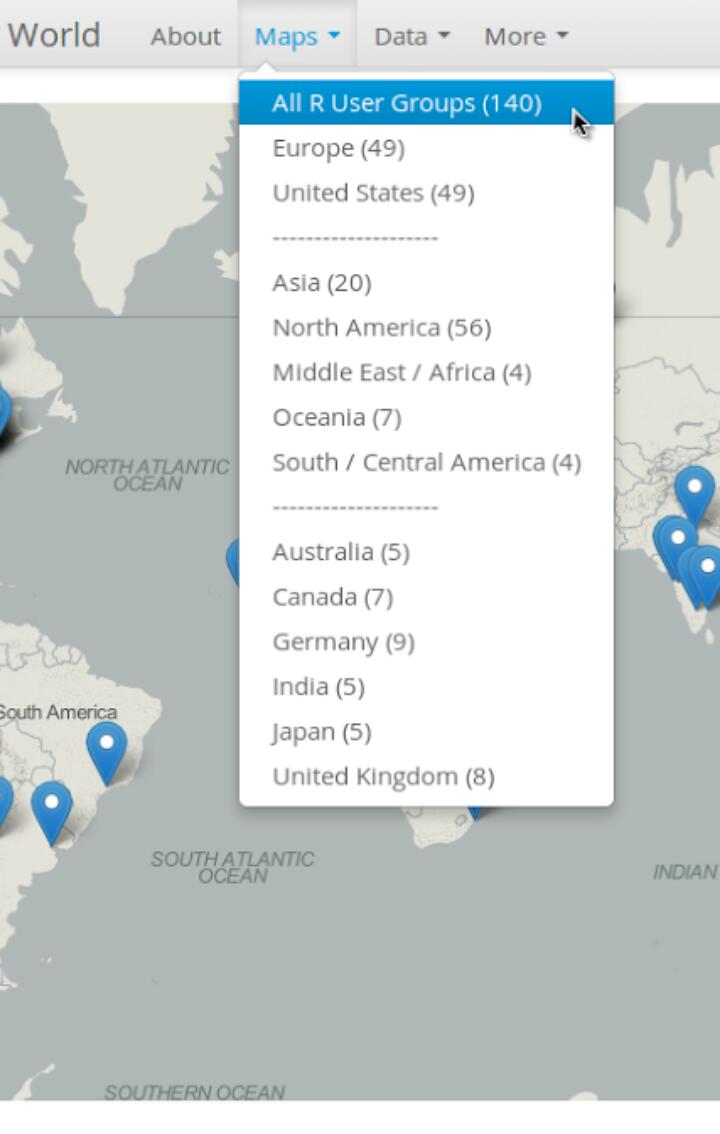 World
About
Maps
Data
More
All R User Groups (140)
Europe (49)
United States (49)
--------------------
Asia (20)
North America (56)
Middle East / Africa (4)
Oceania (7)
South / Central America (4)
--------------------
Australia (5)
Canada (7)
Germany (9)
India (5)
Japan (5)
United Kingdom (8)
NORTH ATLANTIC
OCEAN
South America
SOUTH ATLANTIC
OCEAN
INDIAN
SOUTHERN OCEAN